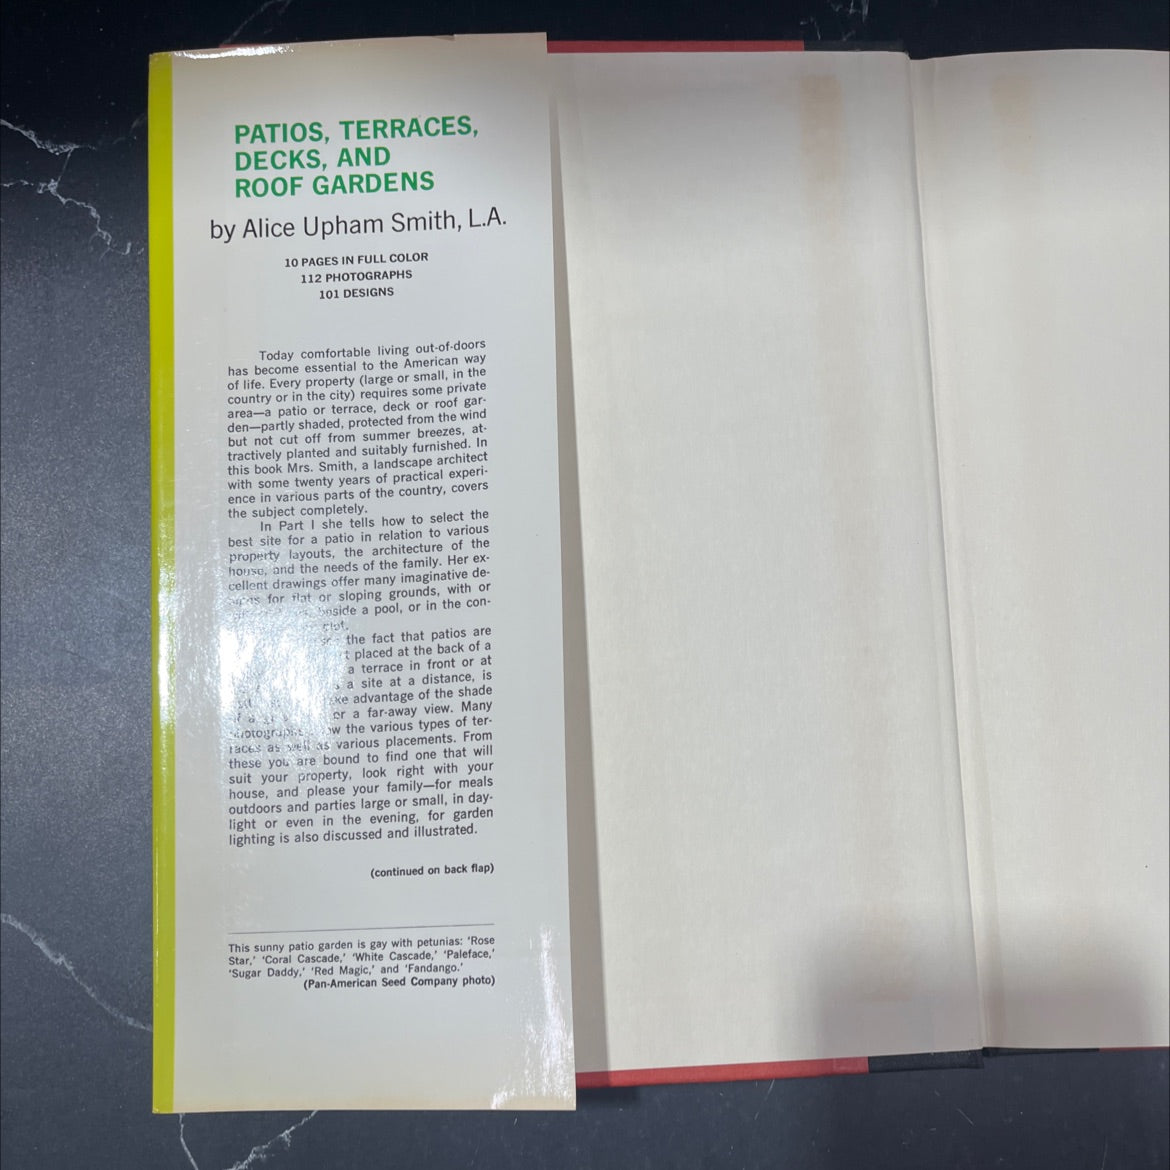 PATIOS, TERRACES,
DECKS, AND
ROOF GARDENS
by Alice Upham Smith, L.A.
10 PAGES IN FULL COLOR
112 PHOTOGRAPHS
101 DESIGNS
Today comfortable living out-of-doors
has become essential to the American way
of life. Every property (large or small, in the
country or in the city) requires some private
area—a patio or terrace, deck or roof gar-
den—partly shaded, protected from the wind
but not cut off from summer breezes, at-
tractively planted and suitably furnished. In
this book Mrs. Smith, a landscape architect
with some twenty years of practical experi-
ence in various parts of the country, covers
the subject completely.
In Part I she tells how to select the
best site for a patio in relation to various
property layouts, the architecture of the
house, and the needs of the family. Her ex-
cellent drawings offer many imaginative de-
for flat or sloping grounds, with or
beside a pool, or in the con-
the fact that patios are
placed at the back of a
a terrace in front or at
a site at a distance, is
advantage of the shade
or a far-away view. Many
photographs the various types of ter-
races as well as various placements. From
these you are bound to find one that will
suit your property, look right with your
house, and please your family—for meals
outdoors and parties large or small, in day-
light or even in the evening, for garden
lighting is also discussed and illustrated.
(continued on back flap)
This sunny patio garden is gay with petunias: 'Rose
Star,' 'Coral Cascade,' 'White Cascade,' 'Paleface,'
'Sugar Daddy,' 'Red Magic,' and 'Fandango.'
(Pan-American Seed Company photo)